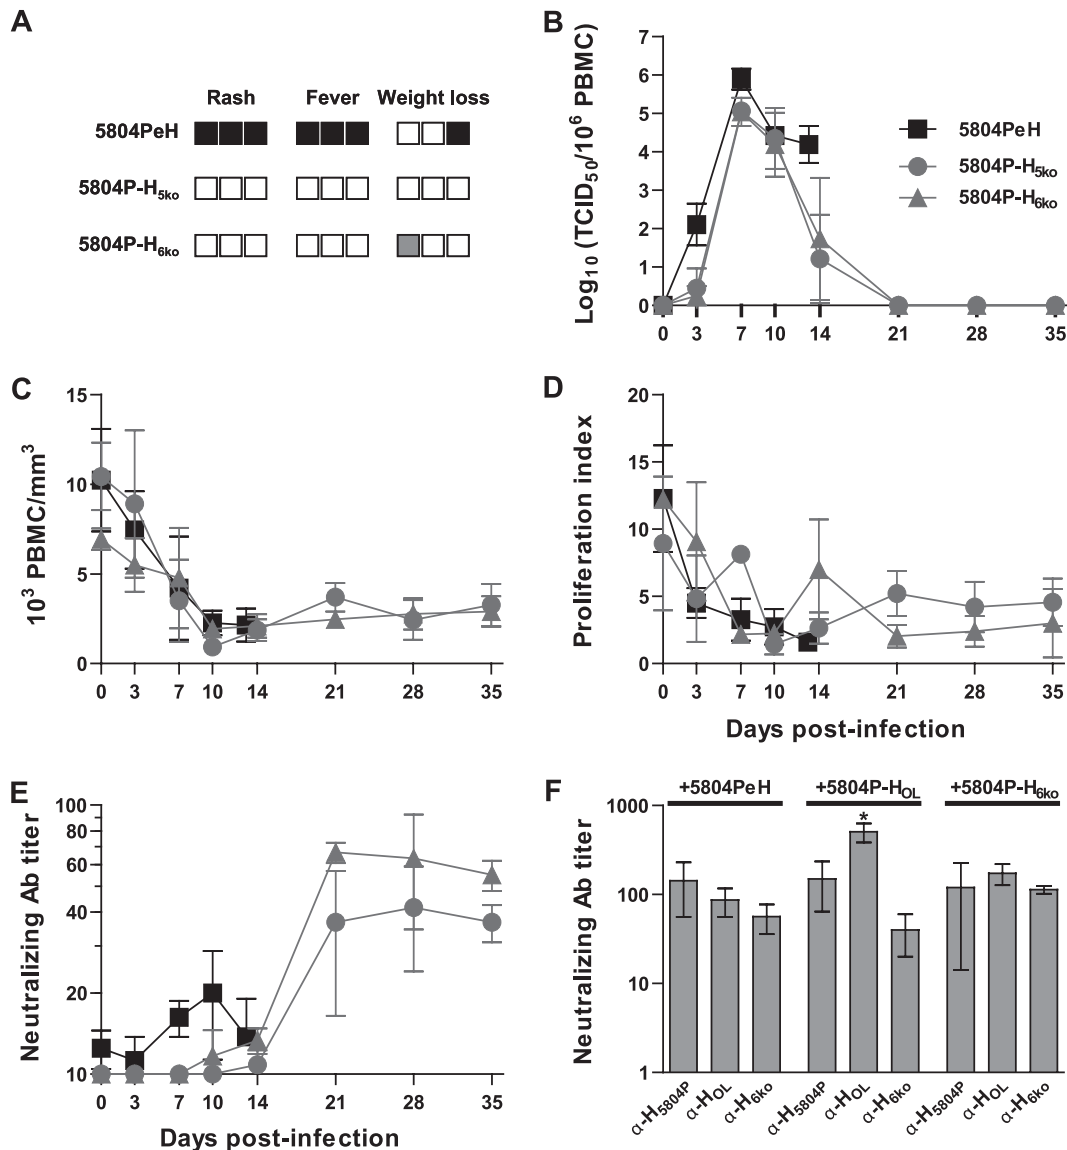 A
Rash Fever Weight loss
5804PeH
5804P-H5ko
5804P-H6ko
B
Log10 (TCID50/10^6 PBMC)
7
6
5
4
3
2
1
0
0 3 7 10 14 21 28 35
5804PeH
5804P-H5ko
5804P-H6ko
C
10^3 PBMC/mm^3
15
10
5
0
0 3 7 10 14 21 28 35
D
Proliferation index
20
15
10
5
0
0 3 7 10 14 21 28 35
Days post-infection
E
Neutralizing Ab titer
100
80
60
40
20
10
0 3 7 10 14 21 28 35
Days post-infection
F
Neutralizing Ab titer
+5804PeH +5804P-HOL +5804P-H6ko
1000
100
10
1
*
α-H5804P α-HOL α-H6ko α-H5804P α-HOL α-H6ko α-H5804P α-HOL α-H6ko